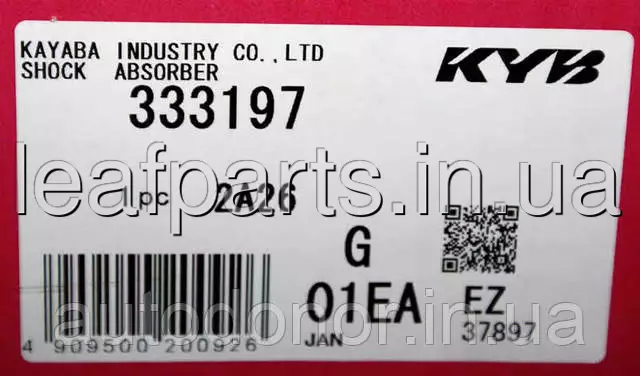 KAYABA INDUSTRY CO.,LTD
SHOCK ABSORBER
KYB
333197
leafparts.in.ua
1 pc 2A26
G
01EA EZ
autodonor.in.ua
JAN 37897
4 909500 200926